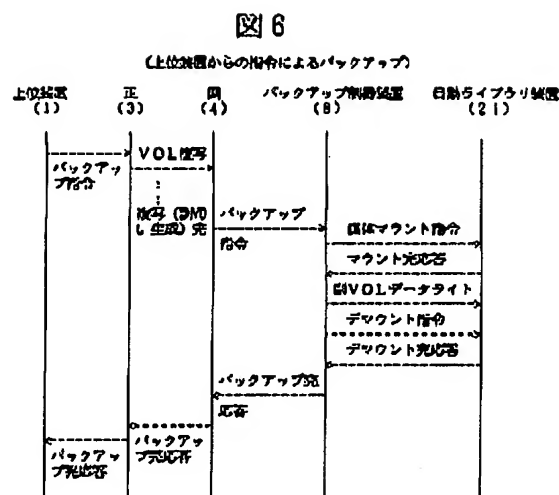 図6
(上位装置からの指令によるバックアップ)
上位装置 正 副 バックアップ制御装置 自動ライブラリ装置
(1) (3) (4) (8) (21)
VOL複写
バックアッ
プ指令
複写(副VO
L生成)完
バックアップ
指令
媒体マウント指令
マウント完応答
副VOLデータライト
デマウント指令
デマウント完応答
バックアップ完
応答
バックアッ
プ完応答
バックアッ
プ完応答